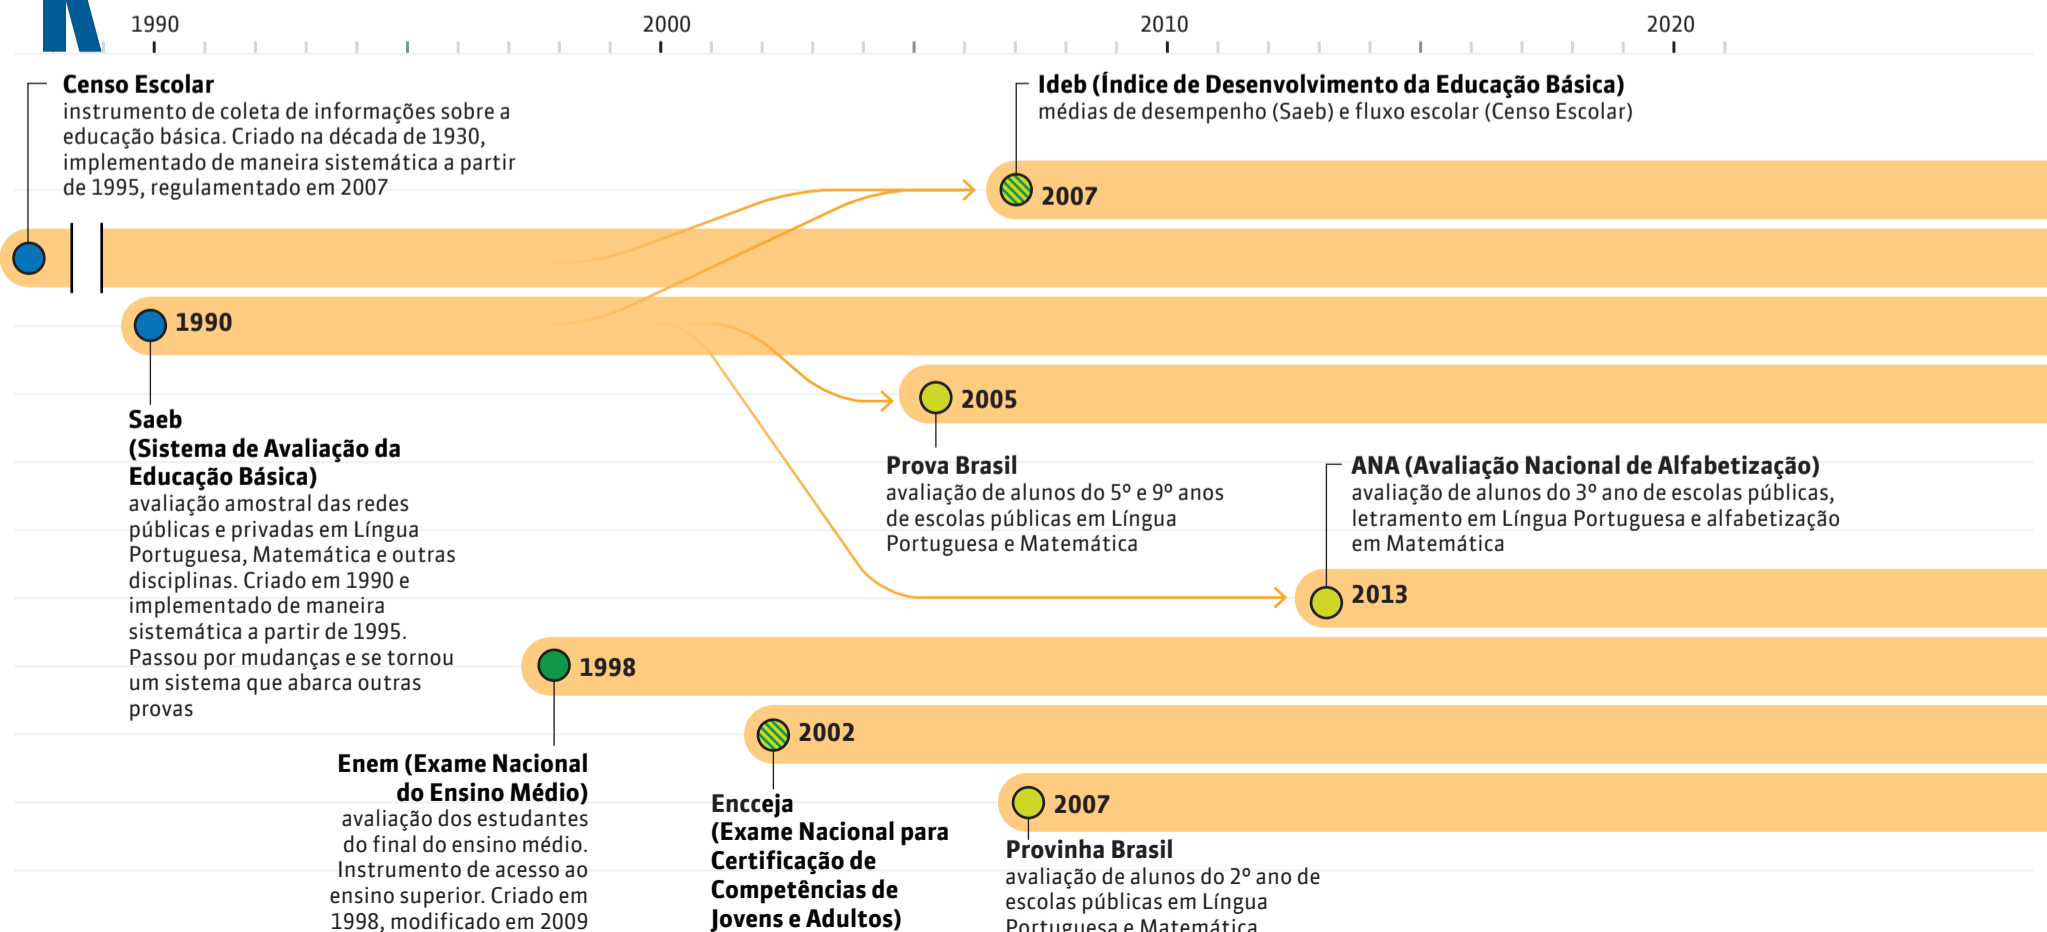 1990
2000
2010
2020
Censo Escolar
instrumento de coleta de informações sobre a
educação básica. Criado na década de 1930,
implementado de maneira sistemática a partir
de 1995, regulamentado em 2007
Ideb (Índice de Desenvolvimento da Educação Básica)
médias de desempenho (Saeb) e fluxo escolar (Censo Escolar)
2007
1990
Saeb
(Sistema de Avaliação da
Educação Básica)
avaliação amostral das redes
públicas e privadas em Língua
Portuguesa, Matemática e outras
disciplinas. Criado em 1990 e
implementado de maneira
sistemática a partir de 1995.
Passou por mudanças e se tornou
um sistema que abarca outras
provas
2005
Prova Brasil
avaliação de alunos do 5º e 9º anos
de escolas públicas em Língua
Portuguesa e Matemática
ANA (Avaliação Nacional de Alfabetização)
avaliação de alunos do 3º ano de escolas públicas,
letramento em Língua Portuguesa e alfabetização
em Matemática
2013
1998
Enem (Exame Nacional
do Ensino Médio)
avaliação dos estudantes
do final do ensino médio.
Instrumento de acesso ao
ensino superior. Criado em
1998, modificado em 2009
2002
Encceja
(Exame Nacional para
Certificação de
Competências de
Jovens e Adultos)
2007
Provinha Brasil
avaliação de alunos do 2º ano de
escolas públicas em Língua
Portuguesa e Matemática